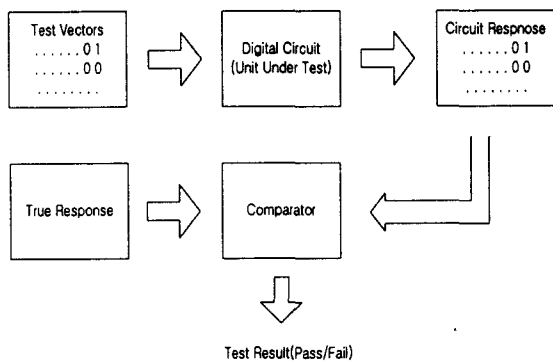 Test Vectors
. . . . . . 0 1
. . . . . . 0 0
. . . . . . . .
Digital Circuit
(Unit Under Test)
Circuit Respnose
. . . . . . 0 1
. . . . . . 0 0
. . . . . . . .
True Response
Comparator
Test Result(Pass/Fail)